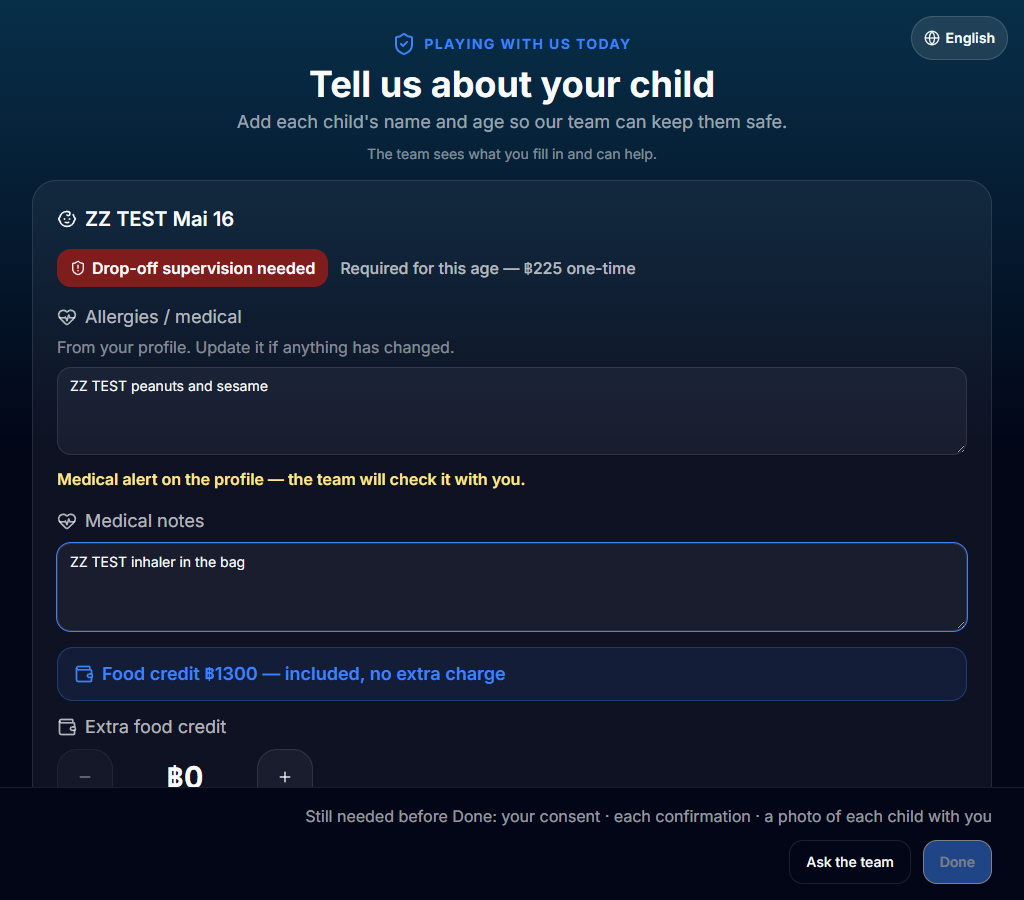 PLAYING WITH US TODAY
English
Tell us about your child
Add each child's name and age so our team can keep them safe.
The team sees what you fill in and can help.
ZZ TEST Mai 16
Drop-off supervision needed
Required for this age — ฿225 one-time
Allergies / medical
From your profile. Update it if anything has changed.
ZZ TEST peanuts and sesame
Medical alert on the profile — the team will check it with you.
Medical notes
ZZ TEST inhaler in the bag
Food credit ฿1300 — included, no extra charge
Extra food credit
− ฿0 +
Still needed before Done: your consent · each confirmation · a photo of each child with you
Ask the team
Done